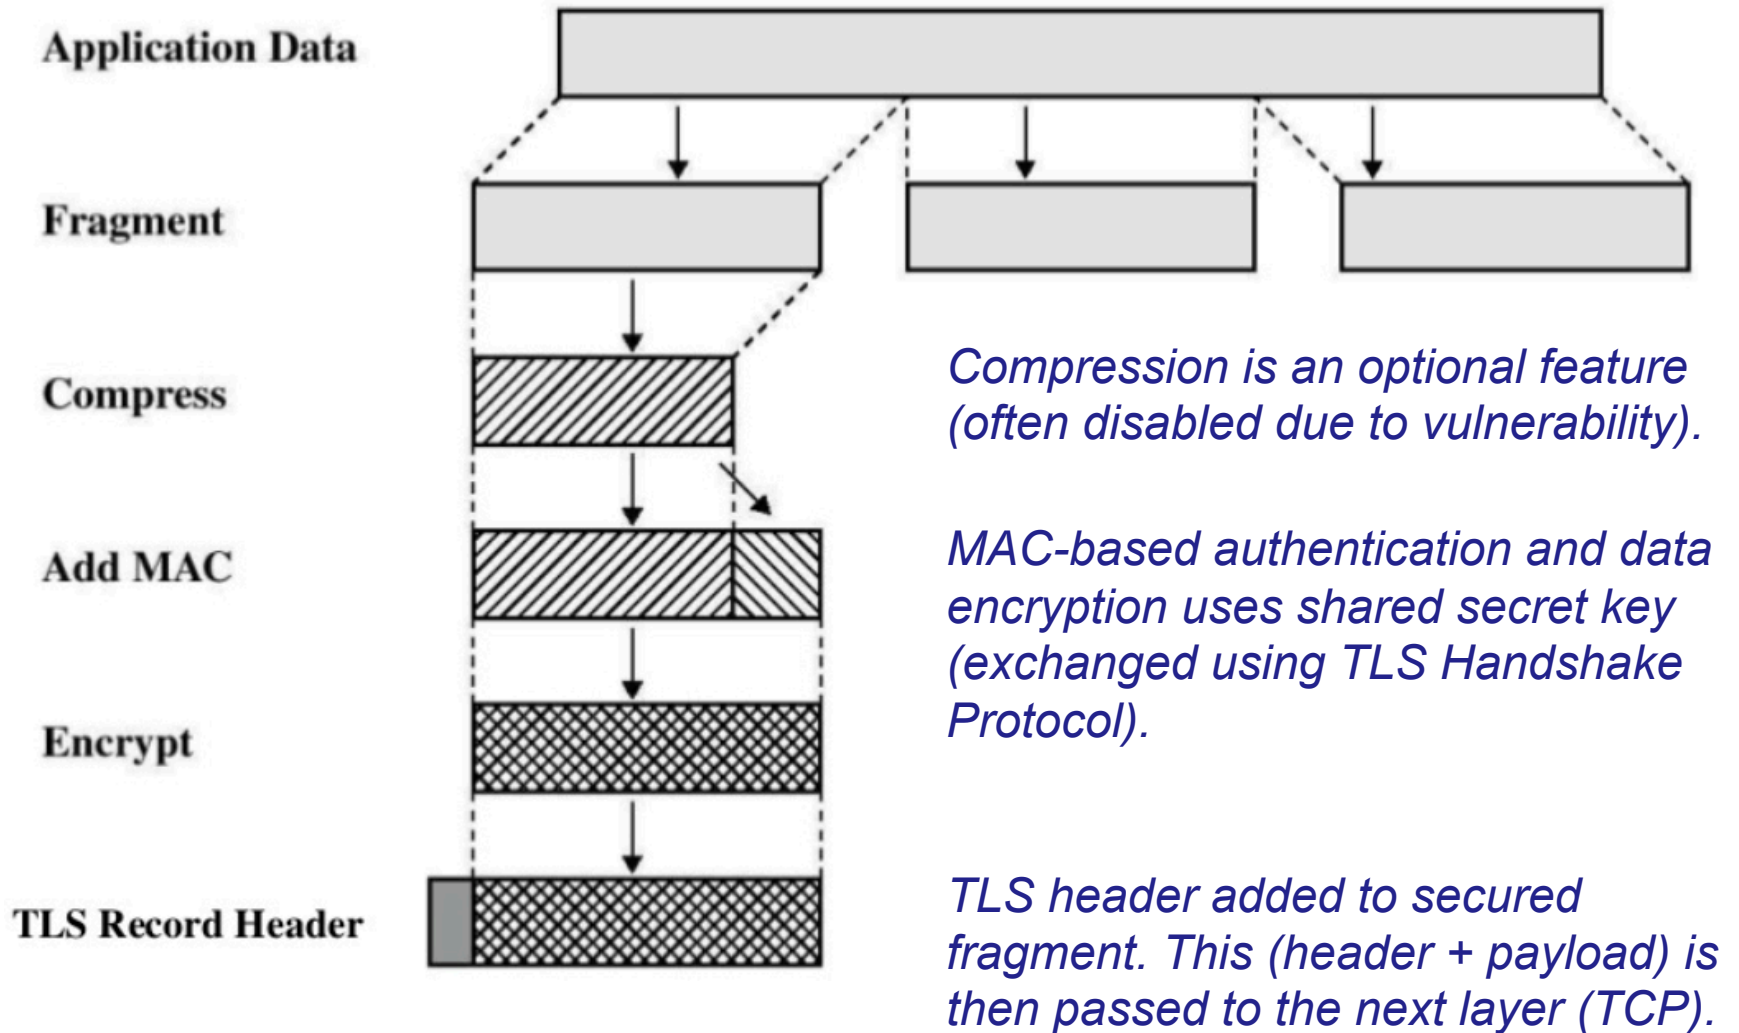 Application Data
Fragment
Compress
Compression is an optional feature
(often disabled due to vulnerability).
Add MAC
MAC-based authentication and data
encryption uses shared secret key
(exchanged using TLS Handshake
Protocol).
Encrypt
TLS Record Header
TLS header added to secured
fragment. This (header + payload) is
then passed to the next layer (TCP).